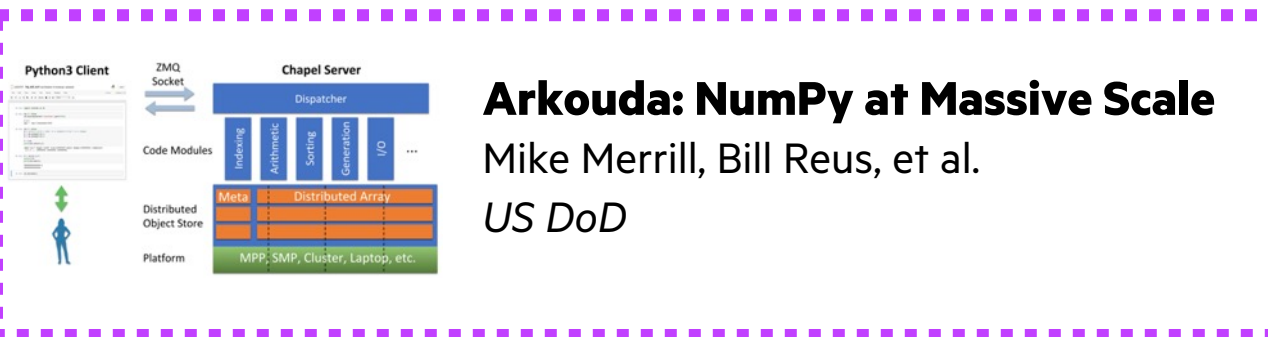 Python3 Client
ZMQ
Socket
Chapel Server
Dispatcher
Code Modules
Indexing
Arithmetic
Sorting
Generation
I/O
...
Distributed
Object Store
Meta
Distributed Array
Platform
MPP, SMP, Cluster, Laptop, etc.
Arkouda: NumPy at Massive Scale
Mike Merrill, Bill Reus, et al.
US DoD